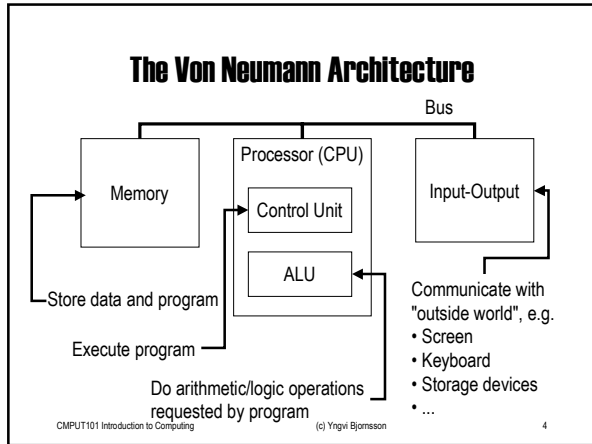 The Von Neumann Architecture
Bus
Memory
Processor (CPU)
Control Unit
ALU
Input-Output
Store data and program
Execute program
Do arithmetic/logic operations
requested by program
Communicate with
"outside world", e.g.
• Screen
• Keyboard
• Storage devices
• ...
CMPUT101 Introduction to Computing
(c) Yngvi Bjornsson
4